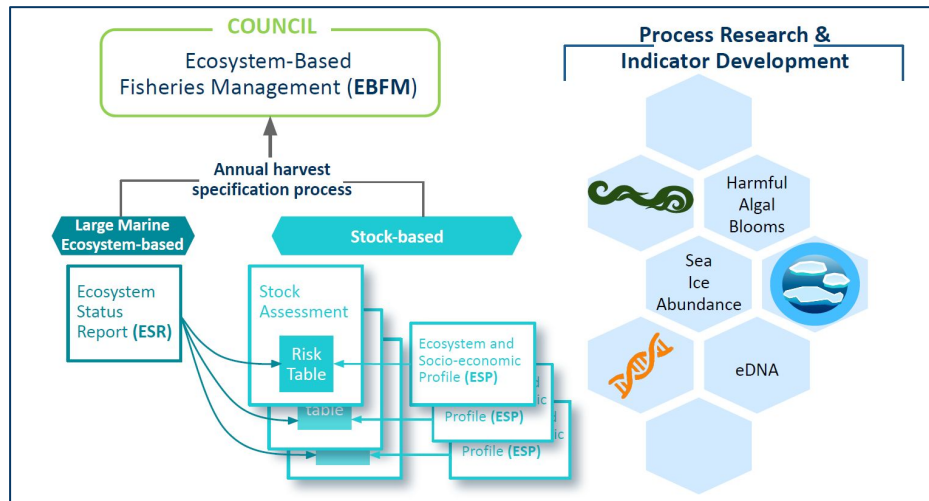 COUNCIL
Ecosystem-Based
Fisheries Management (EBFM)
Annual harvest
specification process
Large Marine
Ecosystem-based
Stock-based
Ecosystem
Status
Report (ESR)
Stock
Assessment
Risk
Table
table
Ecosystem and
Socio-economic
Profile (ESP)
Profile (ESP)
Profile (ESP)
Process Research &
Indicator Development
Harmful
Algal
Blooms
Sea
Ice
Abundance
eDNA